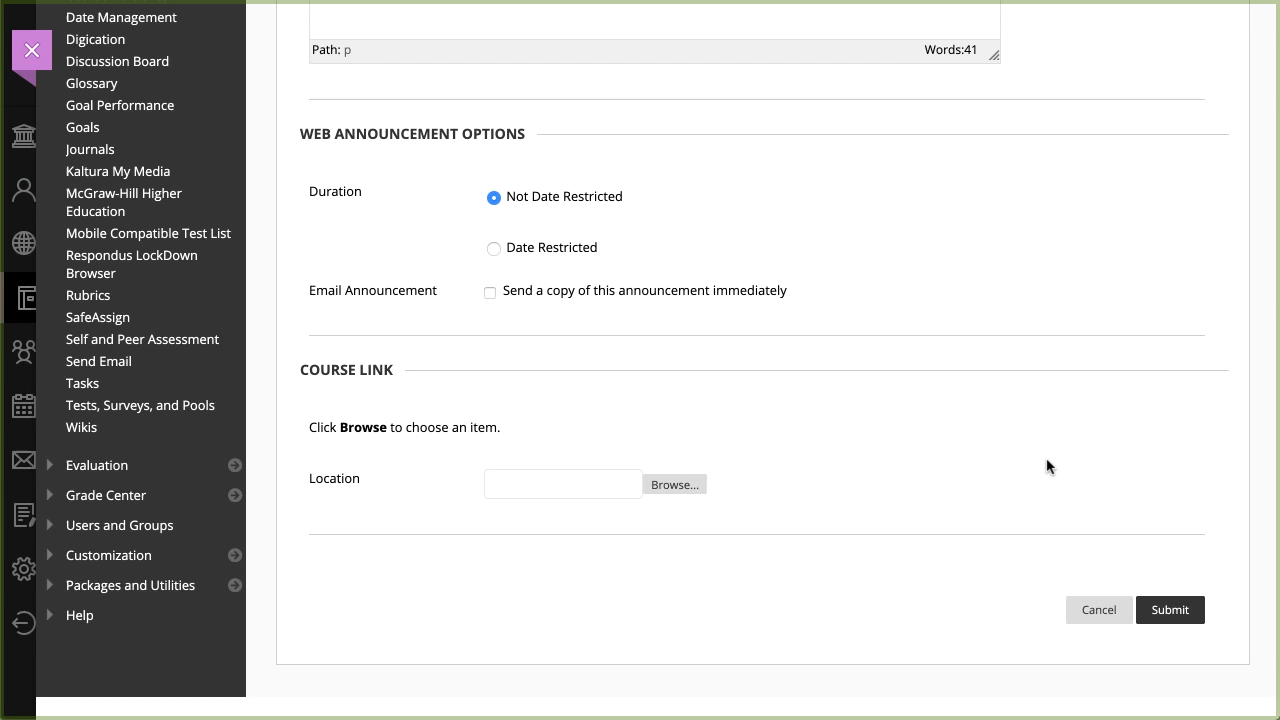 Date Management
Digication
Discussion Board
Glossary
Goal Performance
Goals
Journals
Kaltura My Media
McGraw-Hill Higher
Education
Mobile Compatible Test List
Respondus LockDown
Browser
Rubrics
SafeAssign
Self and Peer Assessment
Send Email
Tasks
Tests, Surveys, and Pools
Wikis
Evaluation
Grade Center
Users and Groups
Customization
Packages and Utilities
Help
Path: p
Words:41
WEB ANNOUNCEMENT OPTIONS
Duration
Not Date Restricted
Date Restricted
Email Announcement
Send a copy of this announcement immediately
COURSE LINK
Click Browse to choose an item.
Location
Browse...
Cancel
Submit